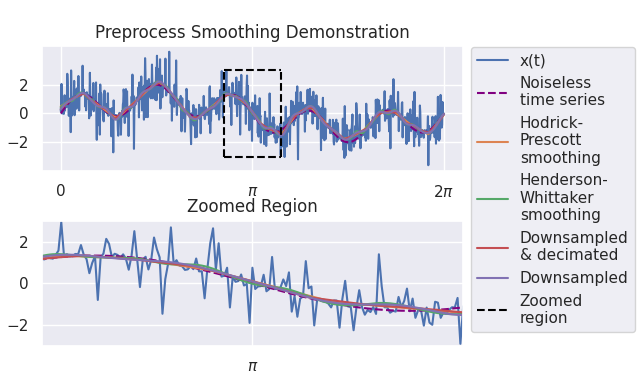 Preprocess Smoothing Demonstration
2
0
−2
0
π
2π
Zoomed Region
2
0
−2
π
x(t)
Noiseless
time series
Hodrick-
Prescott
smoothing
Henderson-
Whittaker
smoothing
Downsampled
& decimated
Downsampled
Zoomed
region